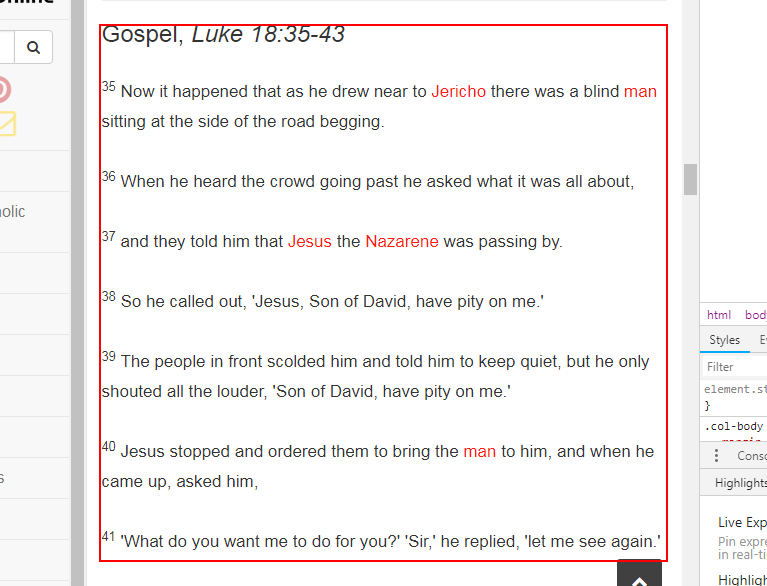 Gospel, Luke 18:35-43
35 Now it happened that as he drew near to Jericho there was a blind man
sitting at the side of the road begging.
36 When he heard the crowd going past he asked what it was all about,
olic
37 and they told him that Jesus the Nazarene was passing by.
38 So he called out, 'Jesus, Son of David, have pity on me.'
html body
Styles
39 The people in front scolded him and told him to keep quiet, but he only
Filter
shouted all the louder, 'Son of David, have pity on me.'
element.st
}
.col-body
40 Jesus stopped and ordered them to bring the man to him, and when he
Conso
came up, asked him,
s
Highlights
41 'What do you want me to do for you?' 'Sir,' he replied, 'let me see again.'
Live Exp
Pin expre
in real-ti
Highligh